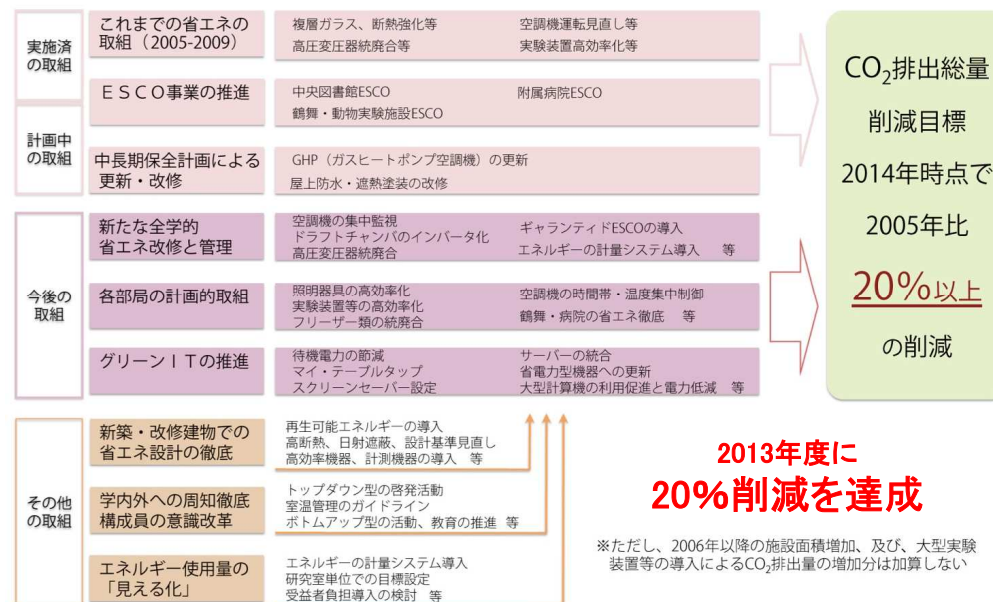 実施済
の取組
これまでの省エネの
取組（2005-2009）
複層ガラス、断熱強化等
高圧変圧器統廃合等
空調機運転見直し等
実験装置高効率化等
ＥＳＣＯ事業の推進
中央図書館ESCO
鶴舞・動物実験施設ESCO
附属病院ESCO
計画中
の取組
中長期保全計画による
更新・改修
GHP（ガスヒートポンプ空調機）の更新
屋上防水・遮熱塗装の改修
今後の
取組
新たな全学的
省エネ改修と管理
空調機の集中監視
ドラフトチャンバのインバータ化
高圧変圧器統廃合
ギャランティドESCOの導入
エネルギーの計量システム導入　等
各部局の計画的取組
照明器具の高効率化
実験装置等の高効率化
フリーザー類の統廃合
空調機の時間帯・温度集中制御
鶴舞・病院の省エネ徹底　等
グリーンＩＴの推進
待機電力の節減
マイ・テーブルタップ
スクリーンセーバー設定
サーバーの統合
省電力型機器への更新
大型計算機の利用促進と電力低減　等
CO2排出総量
削減目標
2014年時点で
2005年比
20%以上
の削減
その他
の取組
新築・改修建物での
省エネ設計の徹底
再生可能エネルギーの導入
高断熱、日射遮蔽、設計基準見直し
高効率機器、計測機器の導入　等
学内外への周知徹底
構成員の意識改革
トップダウン型の啓発活動
室温管理のガイドライン
ボトムアップ型の活動、教育の推進　等
エネルギー使用量の
「見える化」
エネルギーの計量システム導入
研究室単位での目標設定
受益者負担導入の検討　等
2013年度に
20%削減を達成
※ただし、2006年以降の施設面積増加、及び、大型実験
装置等の導入によるCO2排出量の増加分は加算しない